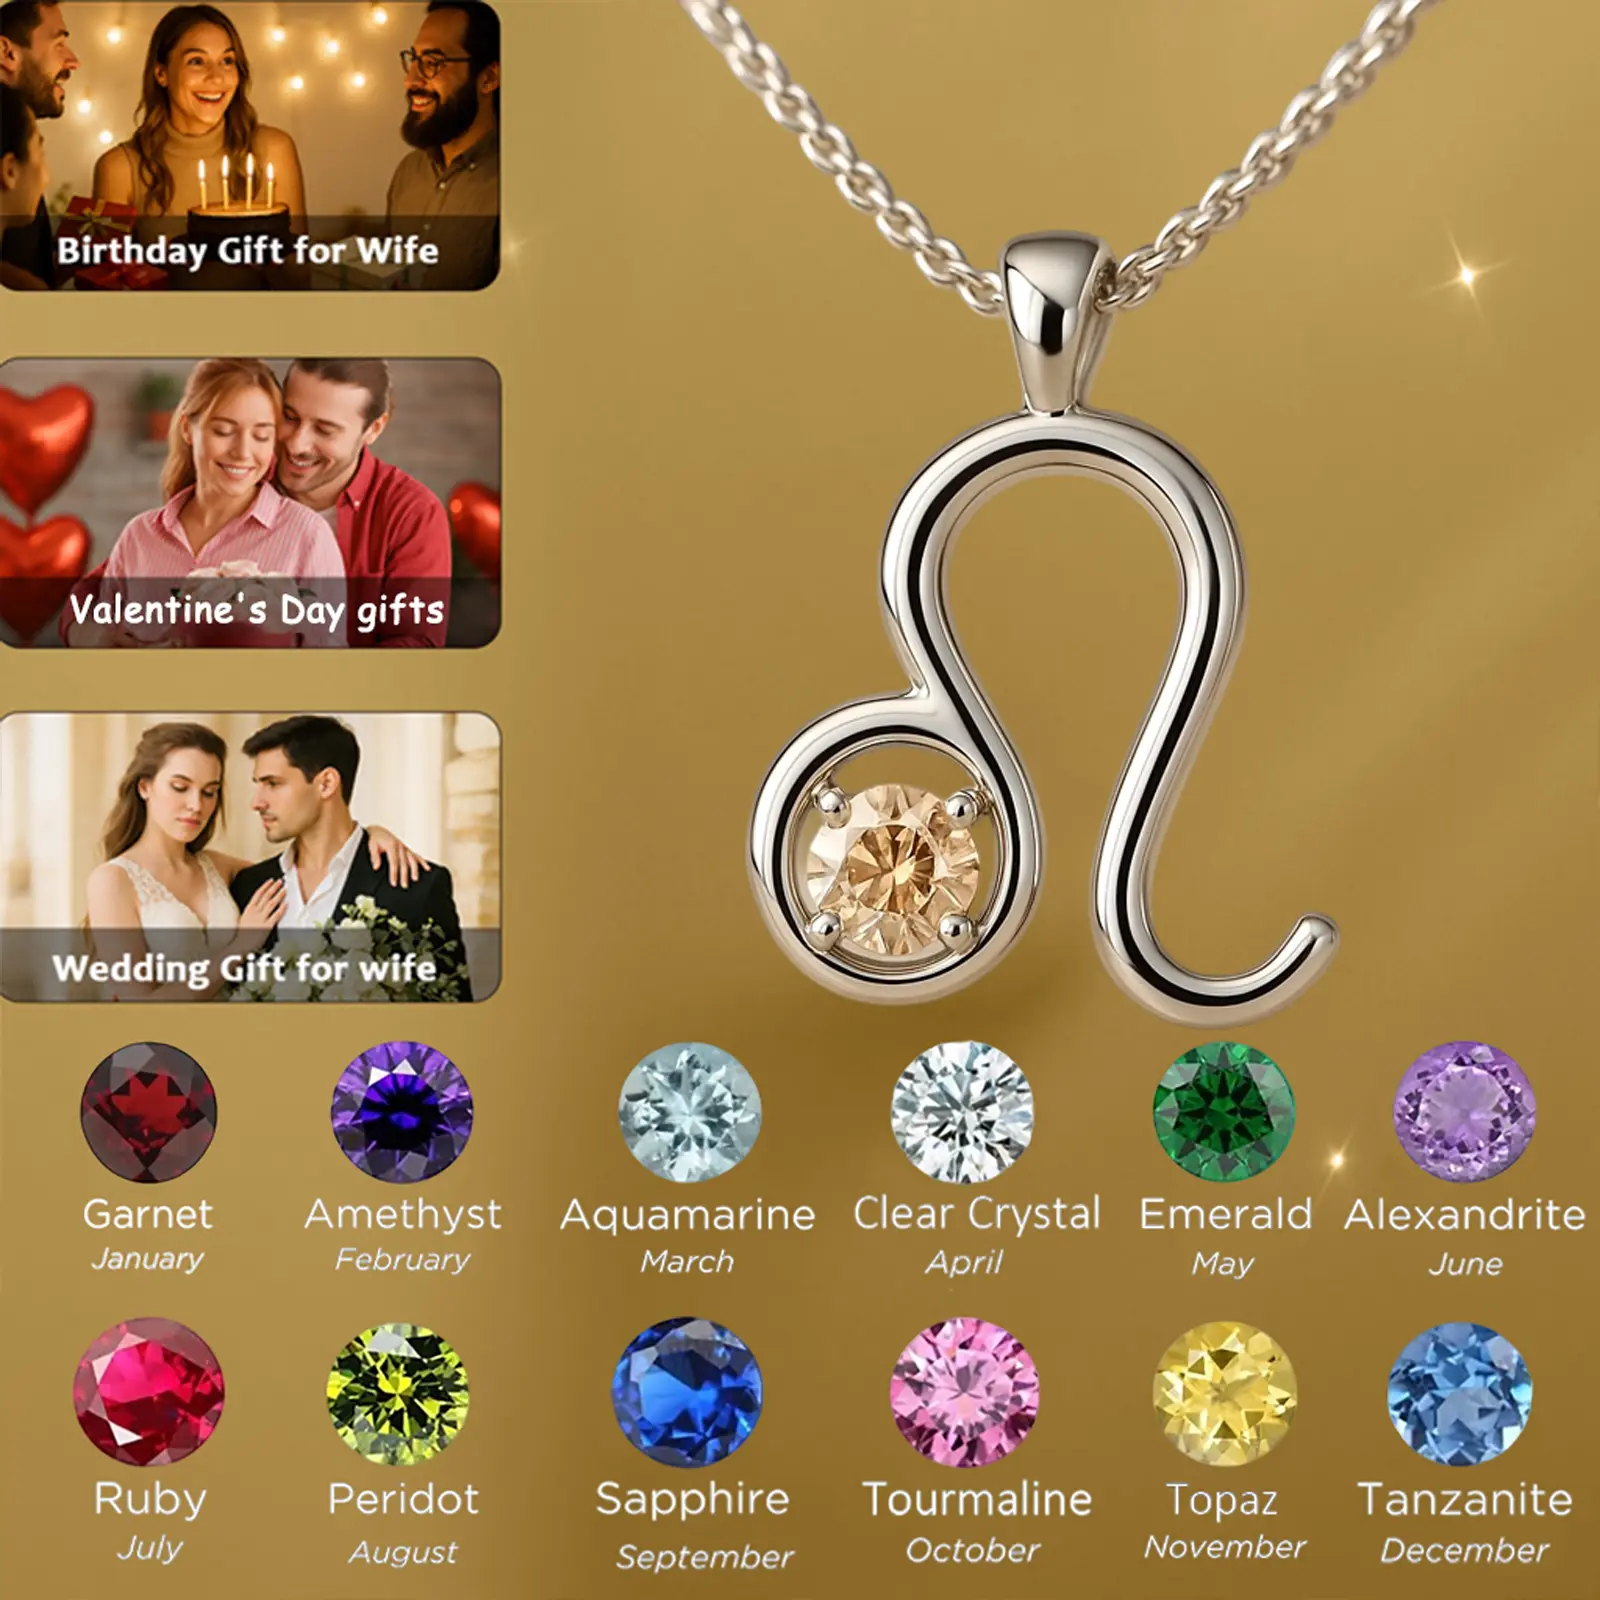 Birthday Gift for Wife
Valentine's Day gifts
Wedding Gift for wife
Garnet
January
Amethyst
February
Aquamarine
March
Clear Crystal
April
Emerald
May
Alexandrite
June
Ruby
July
Peridot
August
Sapphire
September
Tourmaline
October
Topaz
November
Tanzanite
December